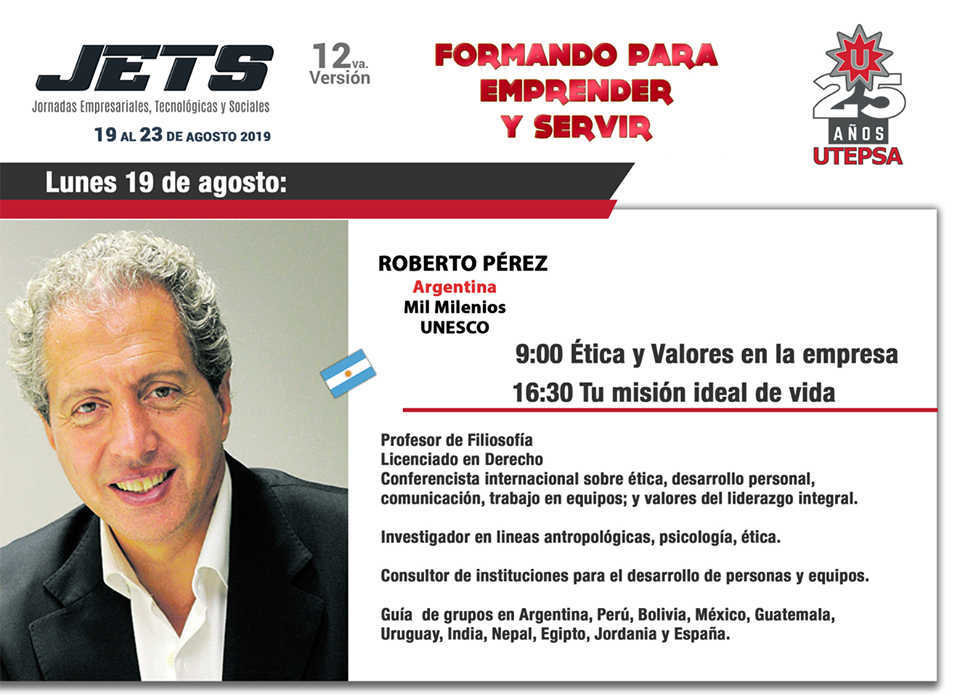 JETS
Jornadas Empresariales, Tecnológicas y Sociales
19 AL 23 DE AGOSTO 2019
12va.
Versión
FORMANDO PARA
EMPRENDER
Y SERVIR
U
25
AÑOS
UTEPSA
Lunes 19 de agosto:
ROBERTO PÉREZ
Argentina
Mil Milenios
UNESCO
9:00 Ética y Valores en la empresa
16:30 Tu misión ideal de vida
Profesor de Filiosofía
Licenciado en Derecho
Conferencista internacional sobre ética, desarrollo personal,
comunicación, trabajo en equipos; y valores del liderazgo integral.
Investigador en lineas antropológicas, psicología, ética.
Consultor de instituciones para el desarrollo de personas y equipos.
Guía de grupos en Argentina, Perú, Bolivia, México, Guatemala,
Uruguay, India, Nepal, Egipto, Jordania y España.